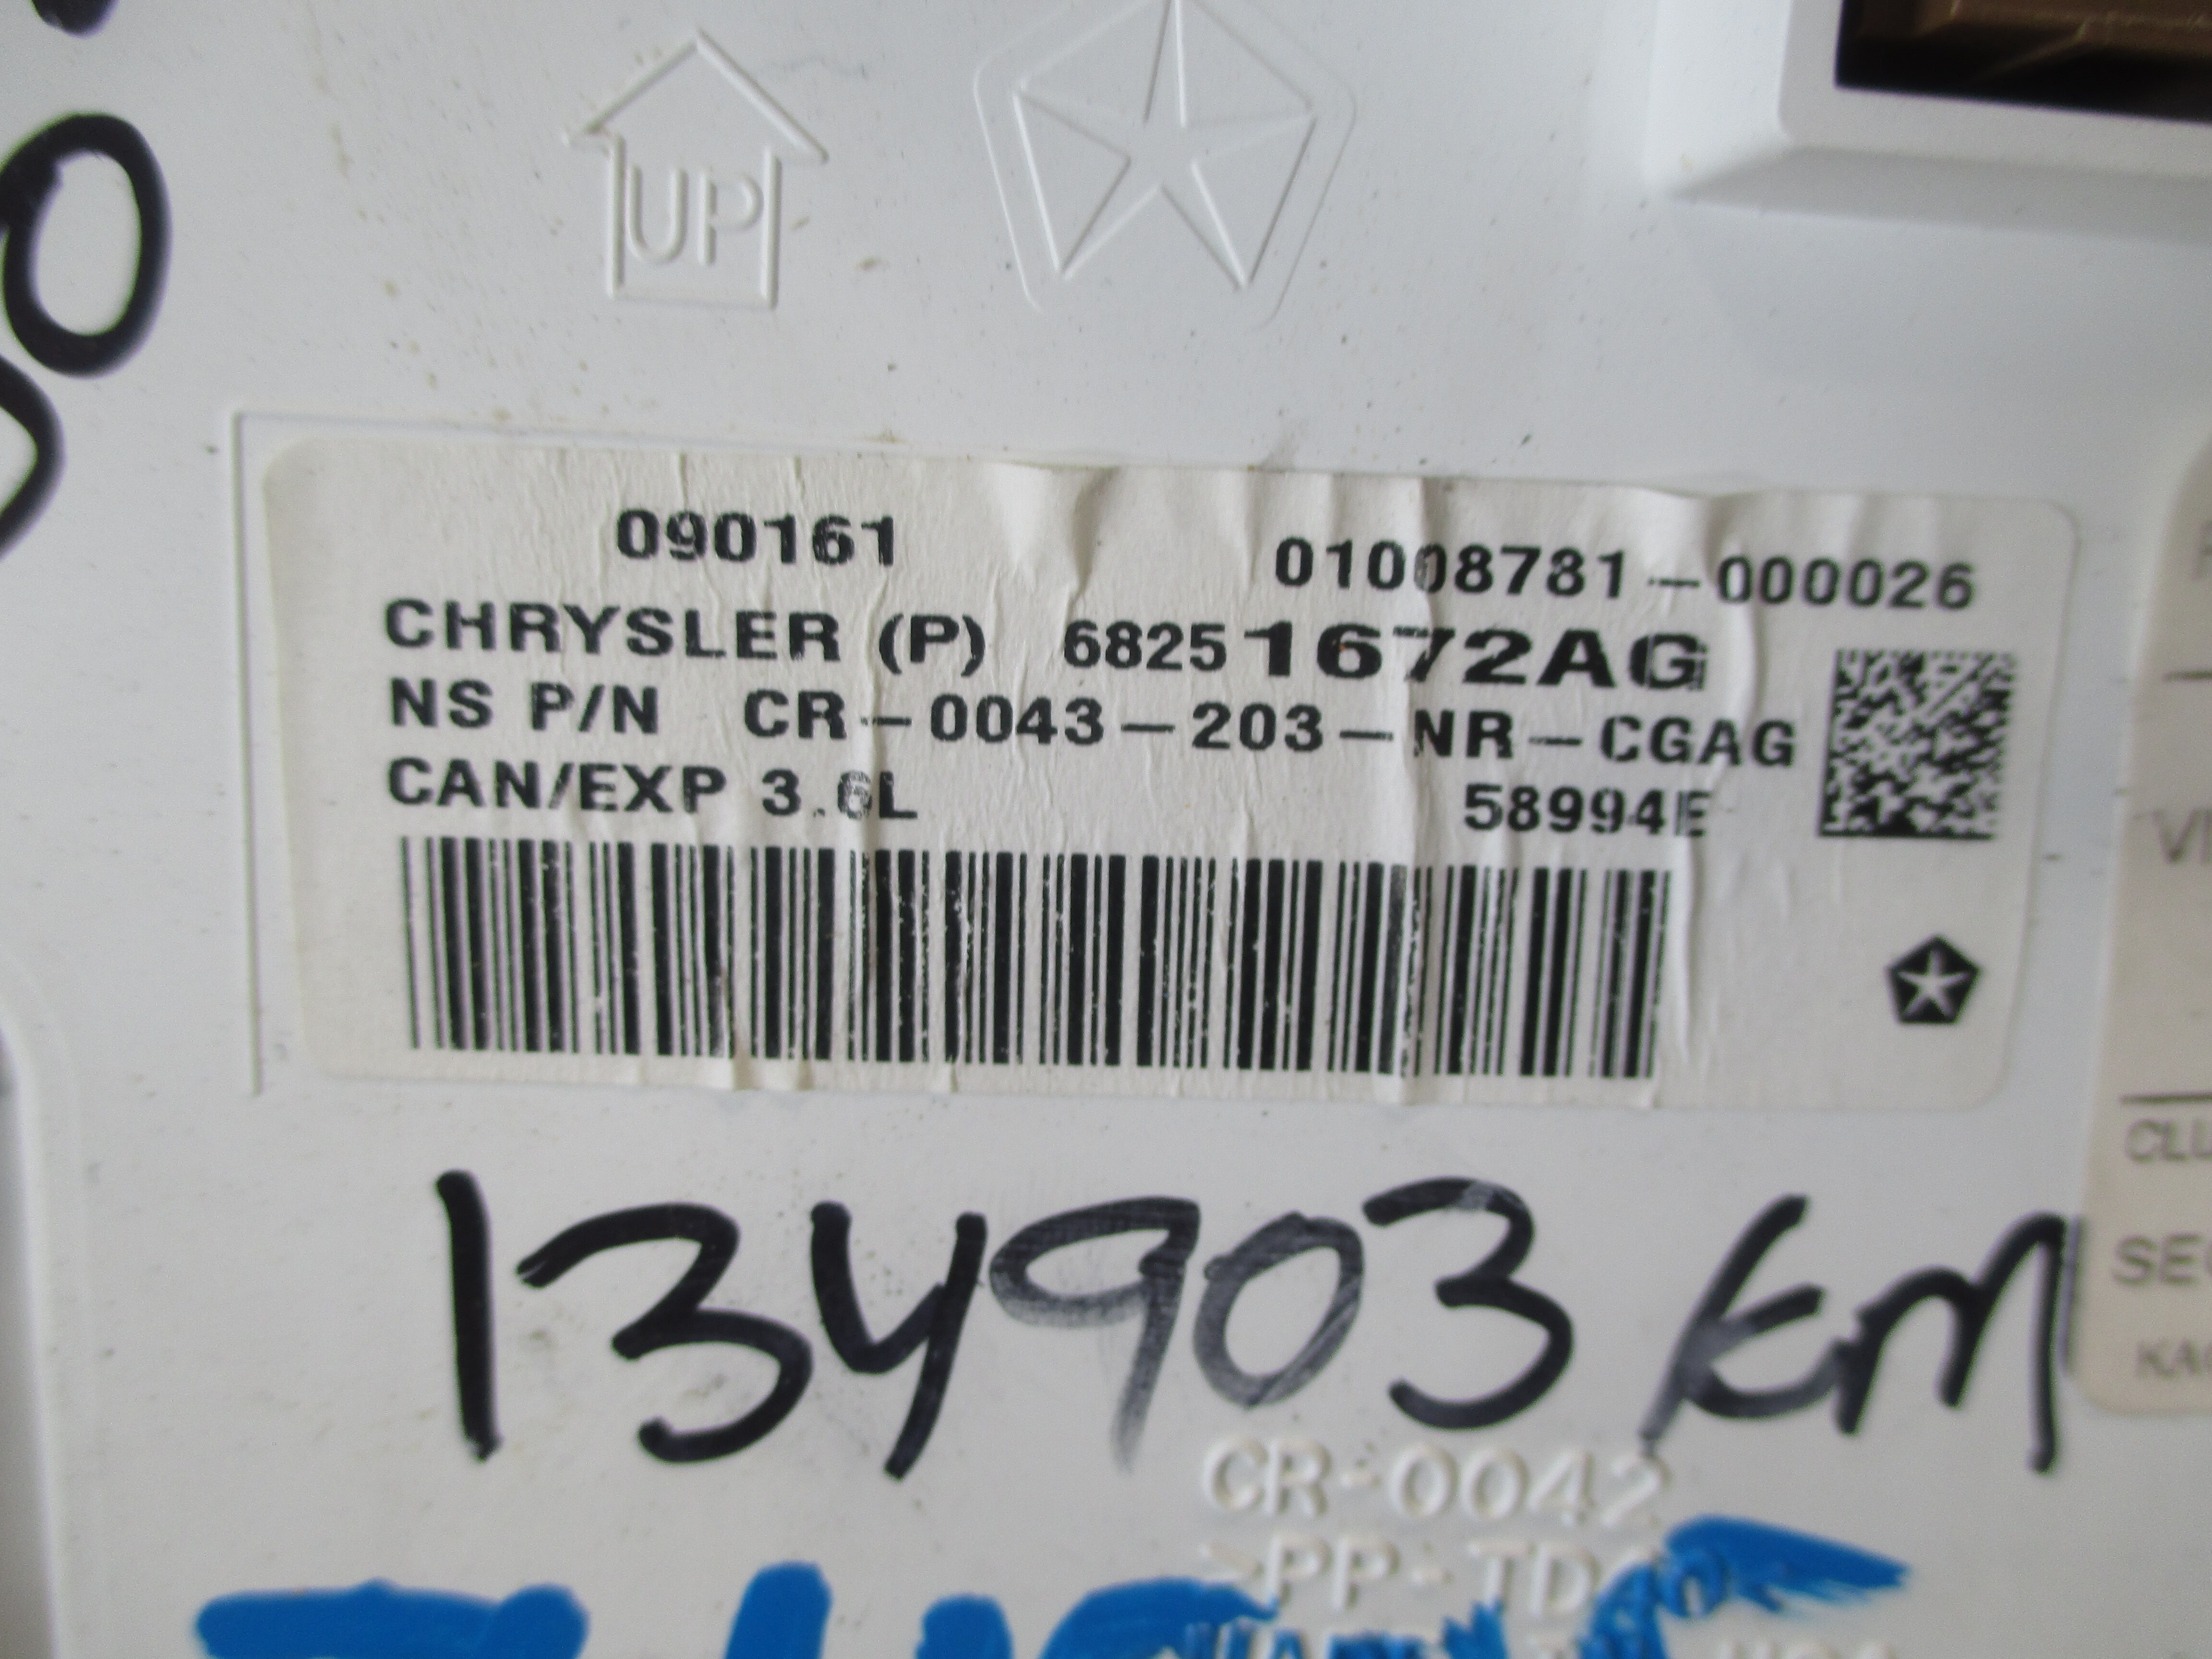 UP
090161 01008781-000026
CHRYSLER (P) 68251672AG
NS P/N CR-0043-203-NR-CGAG
CAN/EXP 3.6L 58994E
134903 KM
CR-0042